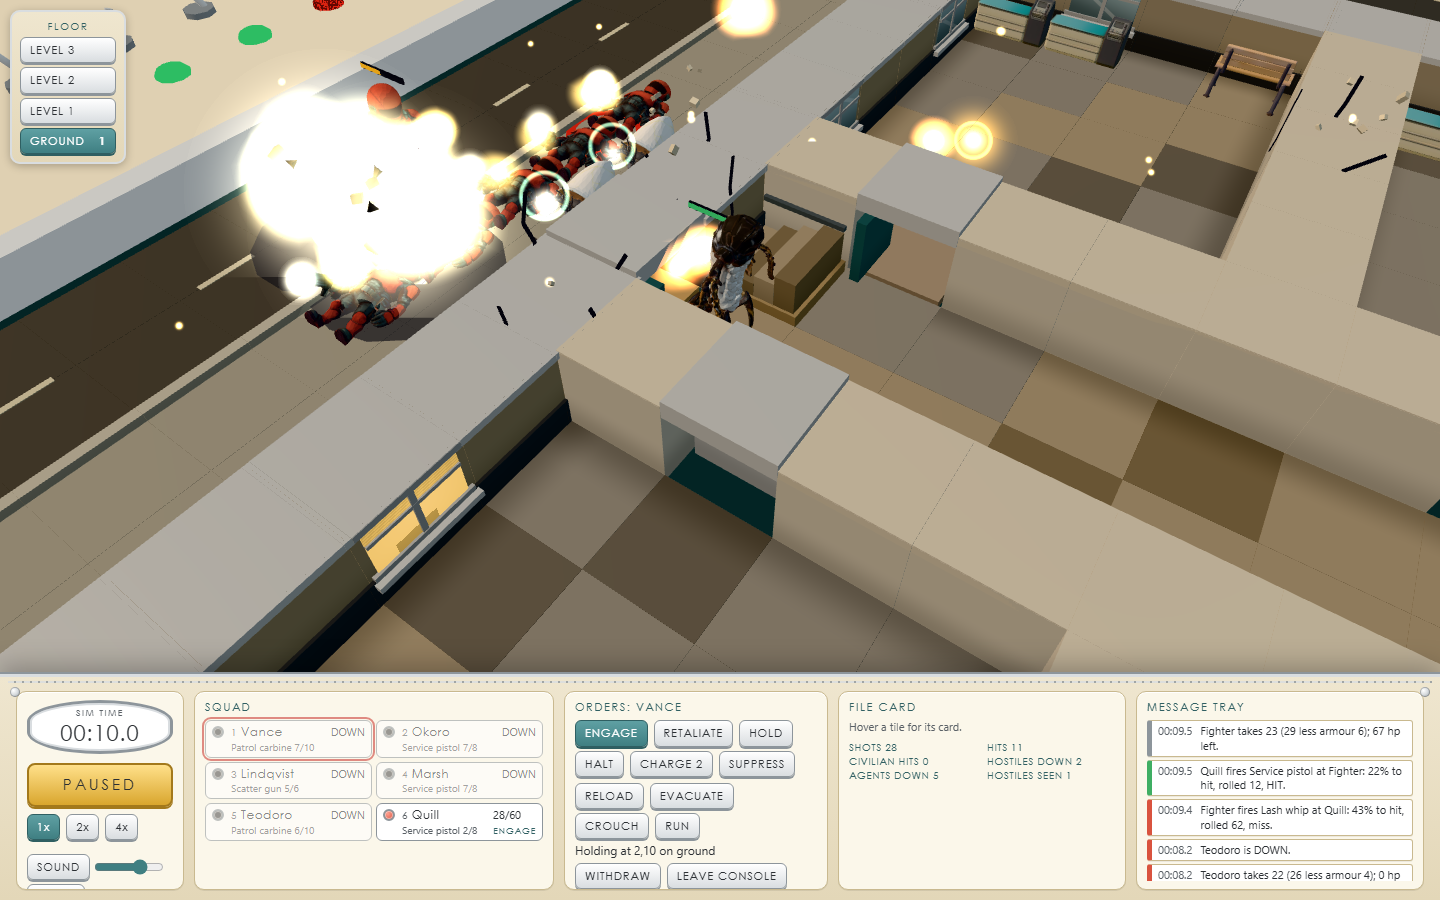 FLOOR
LEVEL 3
LEVEL 2
LEVEL 1
GROUND 1
SIM TIME
00:10.0
PAUSED
1x 2x 4x
SOUND
SQUAD
1 Vance DOWN
Patrol carbine 7/10
2 Okoro DOWN
Service pistol 7/8
3 Lindqvist DOWN
Scatter gun 5/6
4 Marsh DOWN
Service pistol 7/8
5 Teodoro DOWN
Patrol carbine 6/10
6 Quill 28/60
Service pistol 2/8 ENGAGE
ORDERS: VANCE
ENGAGE RETALIATE HOLD
HALT CHARGE 2 SUPPRESS
RELOAD EVACUATE
CROUCH RUN
Holding at 2,10 on ground
WITHDRAW LEAVE CONSOLE
FILE CARD
Hover a tile for its card.
SHOTS 28 HITS 11
CIVILIAN HITS 0 HOSTILES DOWN 2
AGENTS DOWN 5 HOSTILES SEEN 1
MESSAGE TRAY
00:09.5 Fighter takes 23 (29 less armour 6); 67 hp
left.
00:09.5 Quill fires Service pistol at Fighter: 22% to
hit, rolled 12, HIT.
00:09.4 Fighter fires Lash whip at Quill: 43% to hit,
rolled 62, miss.
00:08.2 Teodoro is DOWN.
00:08.2 Teodoro takes 22 (26 less armour 4); 0 hp